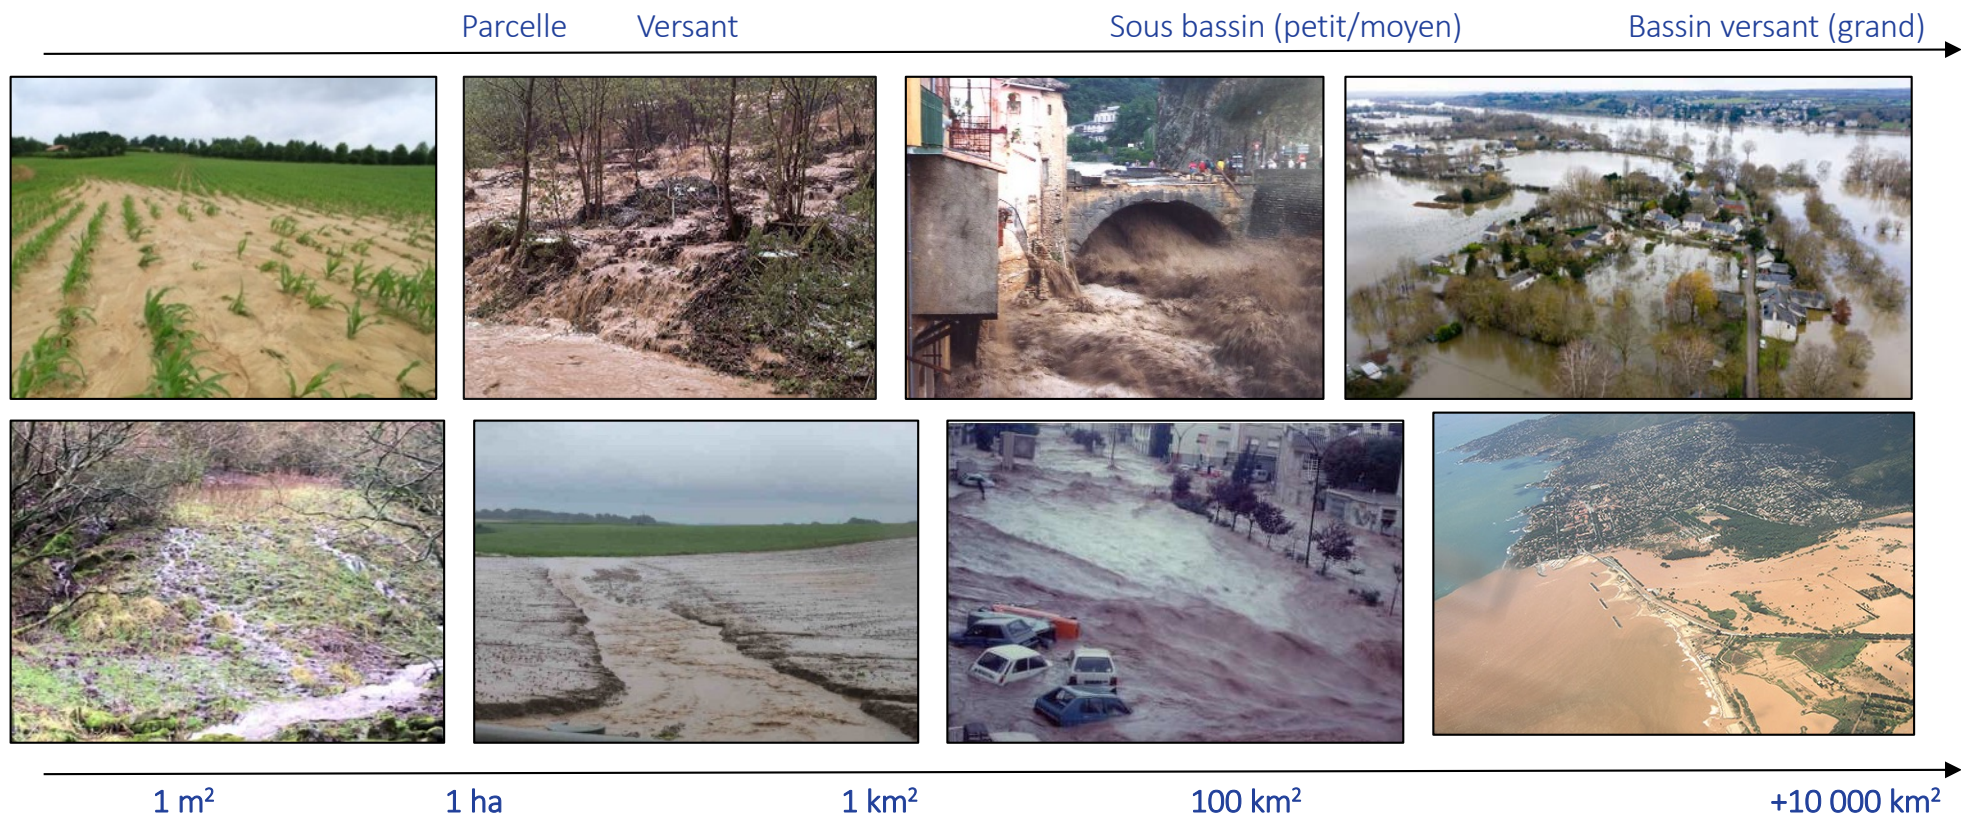 Parcelle Versant Sous bassin (petit/moyen) Bassin versant (grand)
1 m² 1 ha 1 km² 100 km² +10 000 km²